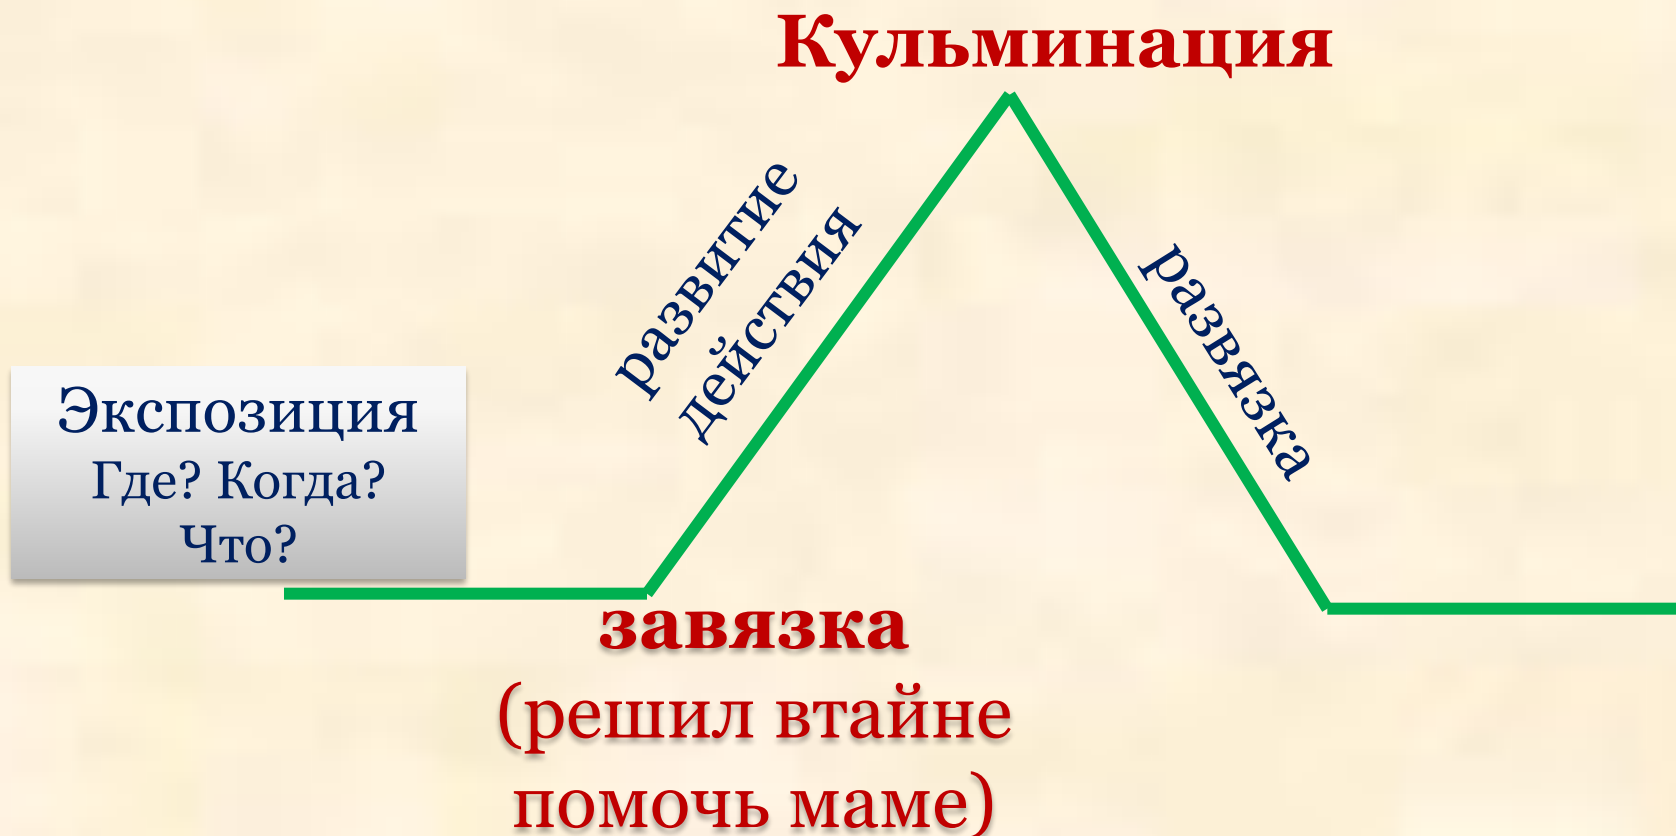 Кульминация
развитие
действия
развязка
Экспозиция
Где? Когда?
Что?
завязка
(решил втайне
помочь маме)